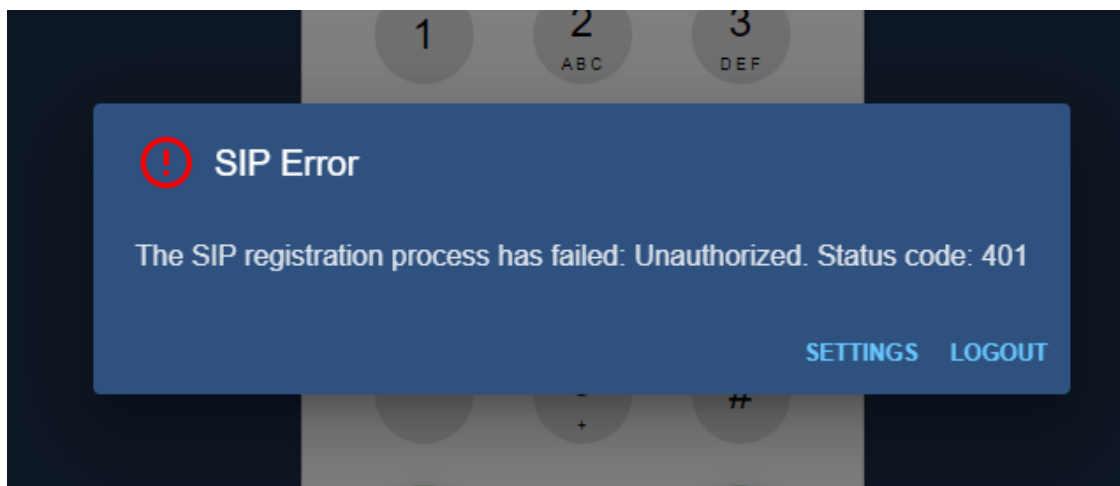 1
2
3
ABC
DEF
SIP Error
The SIP registration process has failed: Unauthorized. Status code: 401
SETTINGS LOGOUT
#
+